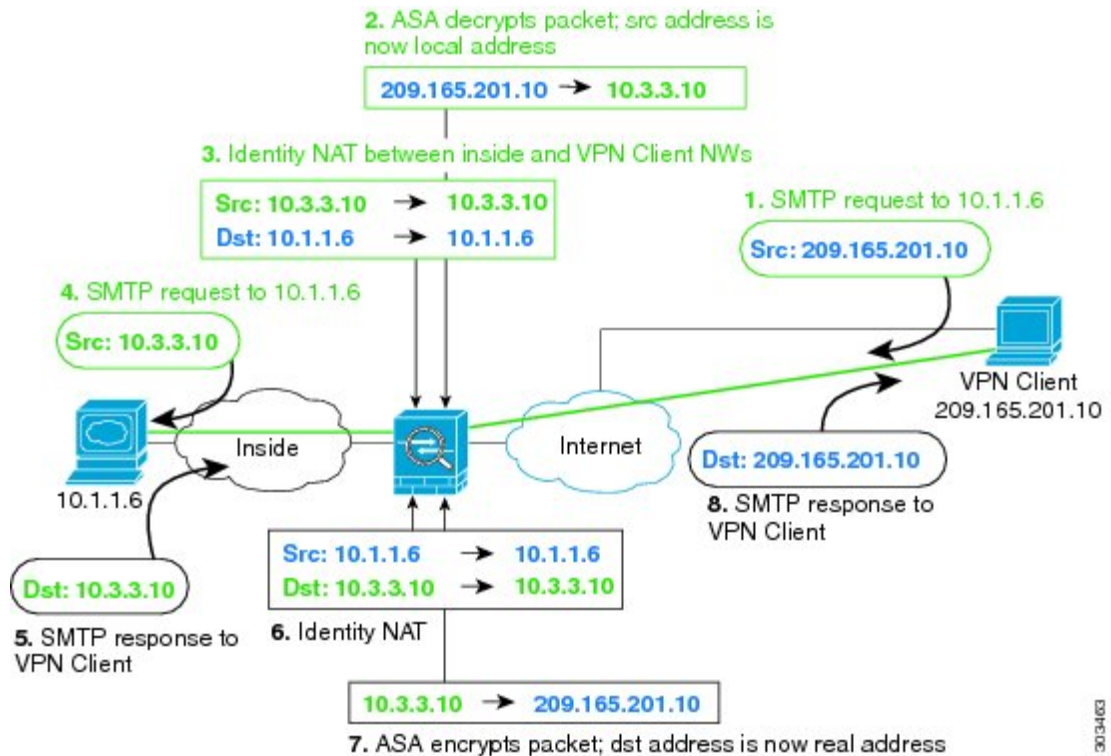 2. ASA decrypts packet; src address is
now local address
209.165.201.10 → 10.3.3.10
3. Identity NAT between inside and VPN Client NWs
Src: 10.3.3.10 → 10.3.3.10
Dst: 10.1.1.6 → 10.1.1.6
1. SMTP request to 10.1.1.6
Src: 209.165.201.10
4. SMTP request to 10.1.1.6
Src: 10.3.3.10
VPN Client
209.165.201.10
Inside
Internet
10.1.1.6
Dst: 209.165.201.10
8. SMTP response to
VPN Client
Src: 10.1.1.6 → 10.1.1.6
Dst: 10.3.3.10 → 10.3.3.10
6. Identity NAT
Dst: 10.3.3.10
5. SMTP response to
VPN Client
10.3.3.10 → 209.165.201.10
7. ASA encrypts packet; dst address is now real address
303463